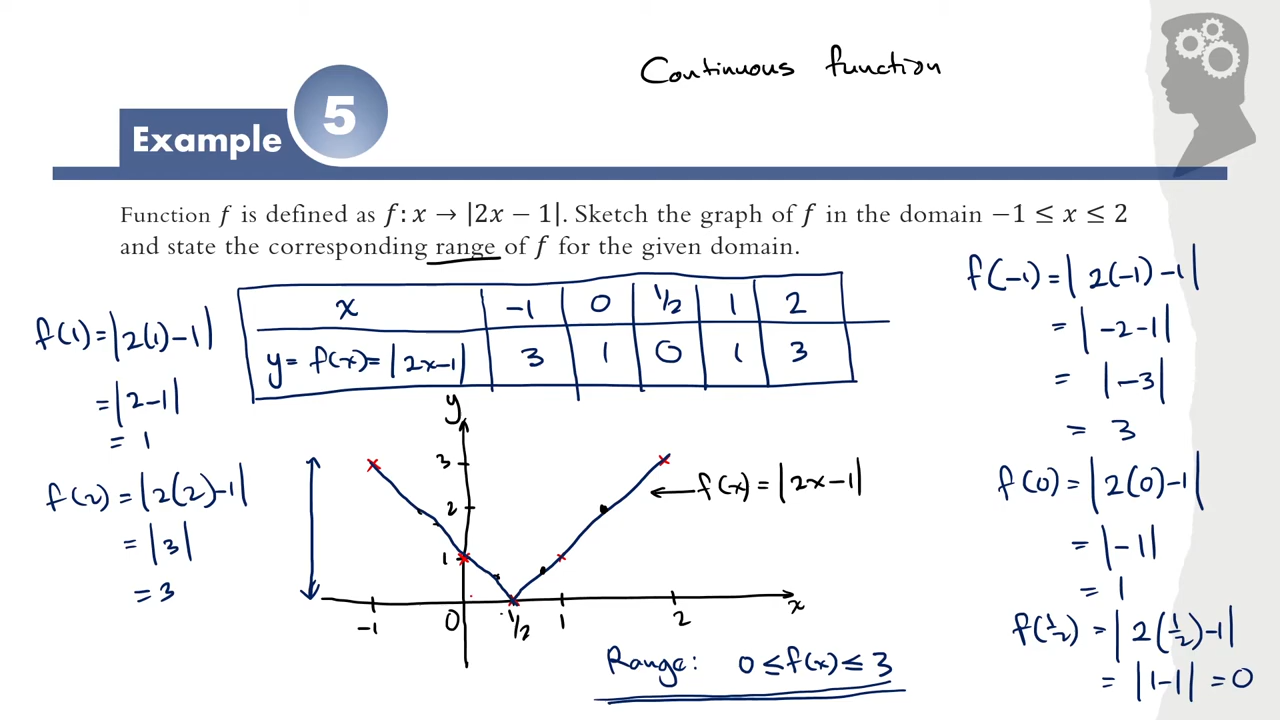 Continuous function
Example 5
Function f is defined as f: x → |2x − 1|. Sketch the graph of f in the domain −1 ≤ x ≤ 2
and state the corresponding range of f for the given domain.
x -1 0 1/2 1 2
y = f(x) = |2x-1| 3 1 0 1 3
f(1) = |2(1)-1|
= |2-1|
= 1
f(2) = |2(2)-1|
= |3|
= 3
y
3
2
1
0
-1
1/2
1
2
x
f(x) = |2x-1|
Range: 0 ≤ f(x) ≤ 3
f(-1) = |2(-1)-1|
= |-2-1|
= |-3|
= 3
f(0) = |2(0)-1|
= |-1|
= 1
f(1/2) = |2(1/2)-1|
= |1-1| = 0